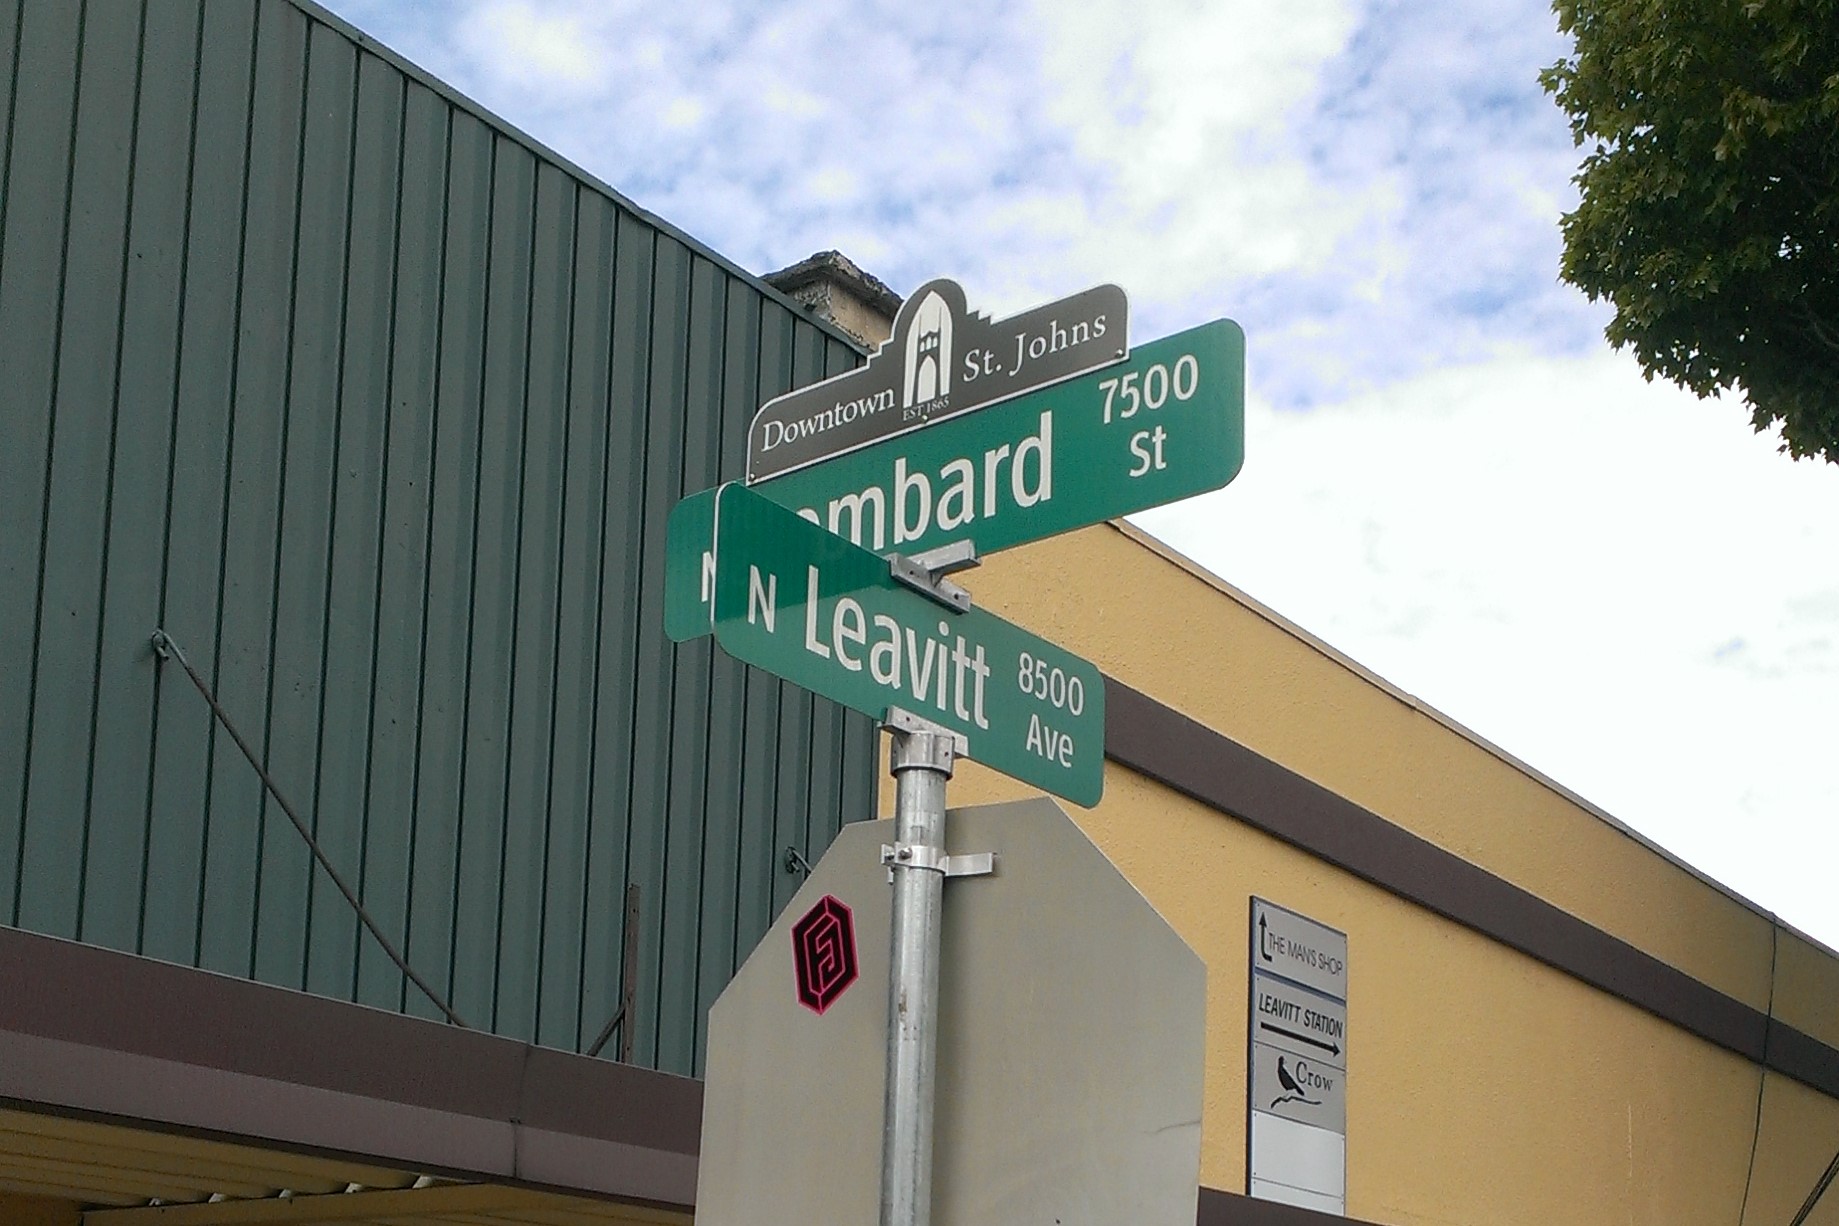 Downtown St. Johns
EST 1865
N ombard 7500
St
N Leavitt 8500
Ave
THE MAN'S SHOP
LEAVITT STATION
Crow